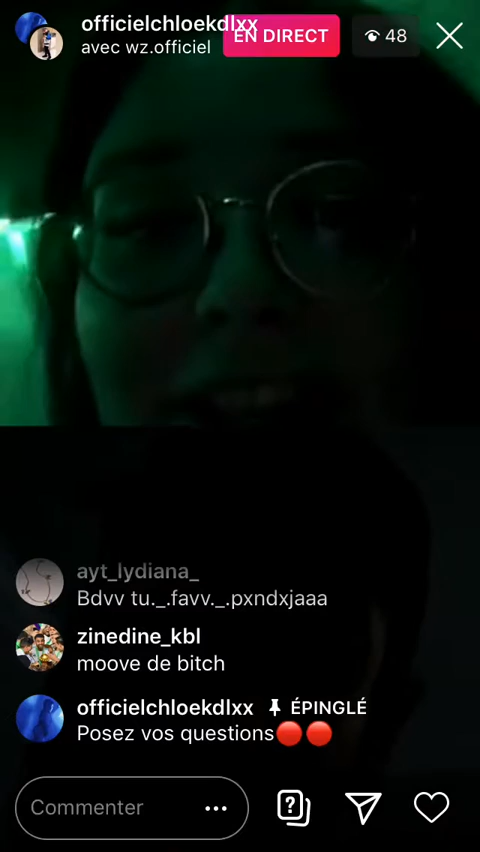 officielchloekdlxx
avec wz.officiel
EN DIRECT
48
ayt_lydiana_
Bdvv tu._.favv._.pxndxjaaa
zinedine_kbl
moove de bitch
officielchloekdlxx 📌 ÉPINGLÉ
Posez vos questions🔴🔴
Commenter